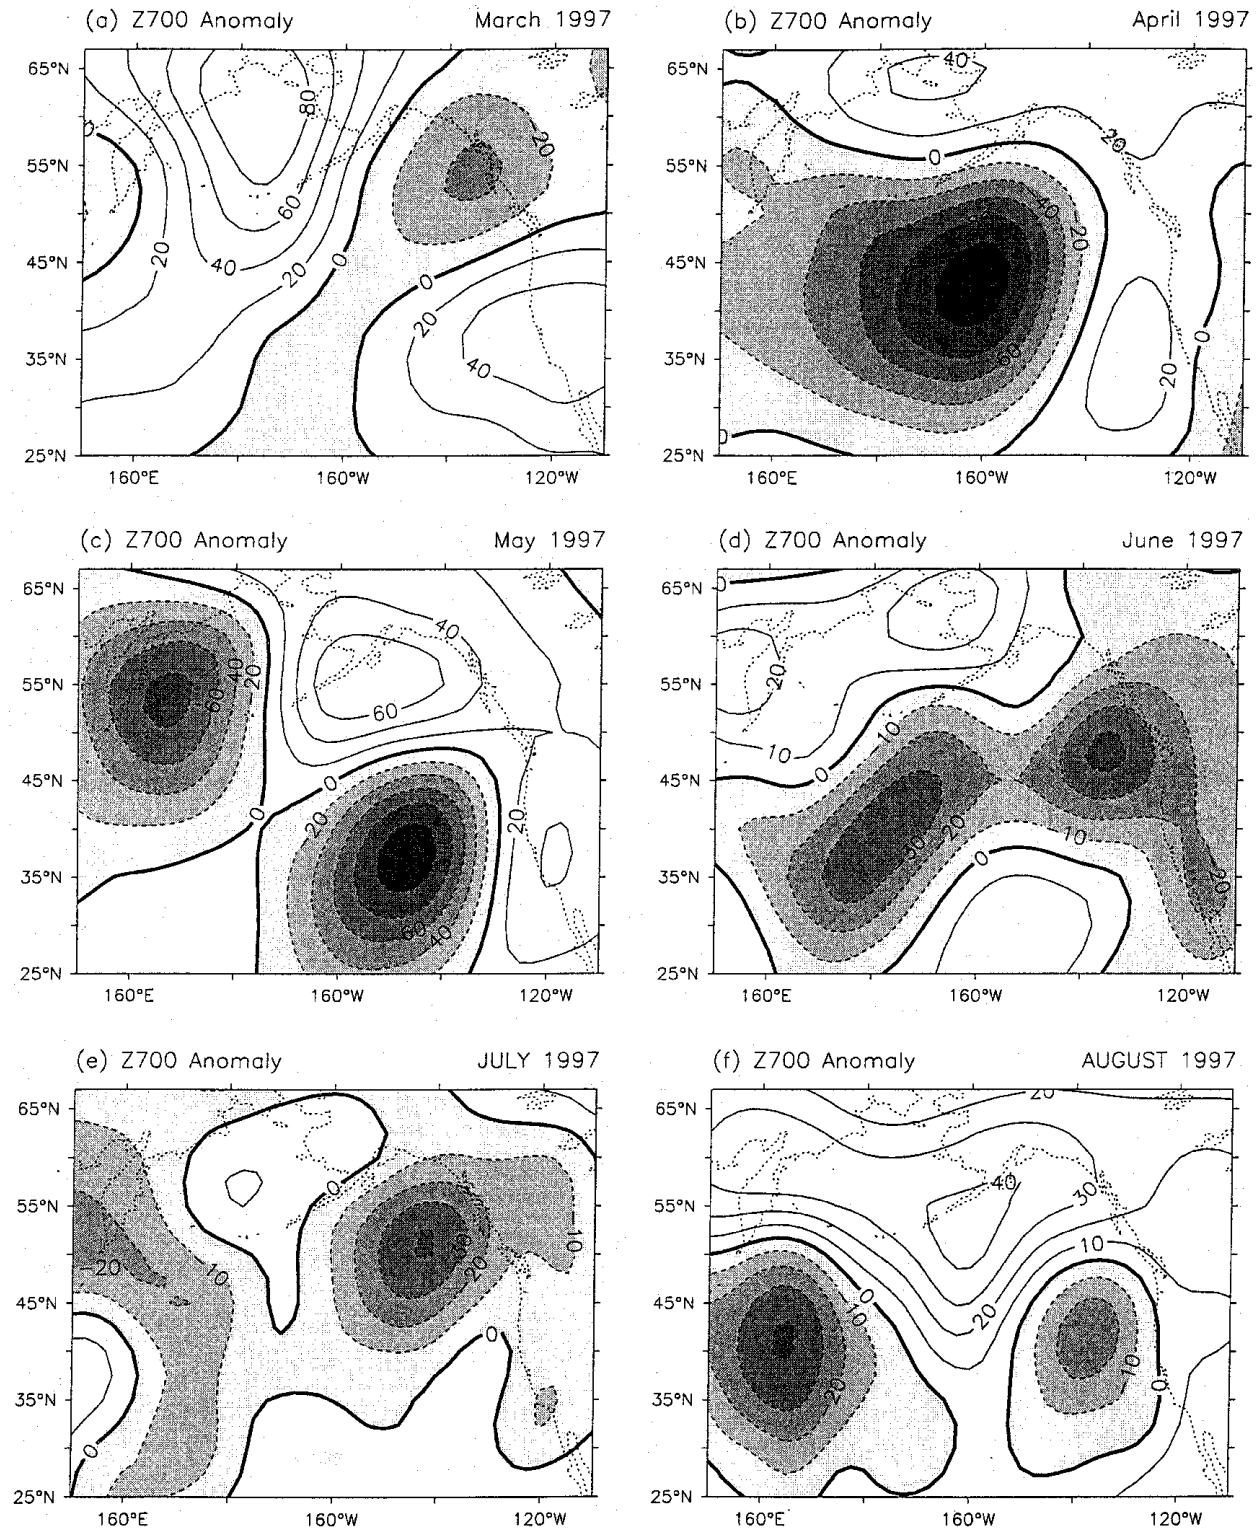 (a) Z700 Anomaly March 1997
65°N
55°N
45°N
35°N
25°N
160°E 160°W 120°W
0
80
20
60
20
40
20
0
0
20
40
(b) Z700 Anomaly April 1997
65°N
55°N
45°N
35°N
25°N
160°E 160°W 120°W
40
20
0
40
20
0
60
20
0
(c) Z700 Anomaly May 1997
65°N
55°N
45°N
35°N
25°N
160°E 160°W 120°W
40
-40
20
60
60
0
0
20
20
60
40
(d) Z700 Anomaly June 1997
65°N
55°N
45°N
35°N
25°N
160°E 160°W 120°W
0
20
10
10
0
20
10
30
0
20
(e) Z700 Anomaly JULY 1997
65°N
55°N
45°N
35°N
25°N
160°E 160°W 120°W
0
10
-20
10
20
0
0
(f) Z700 Anomaly AUGUST 1997
65°N
55°N
45°N
35°N
25°N
160°E 160°W 120°W
20
40
30
10
0
10
20
20
10
0